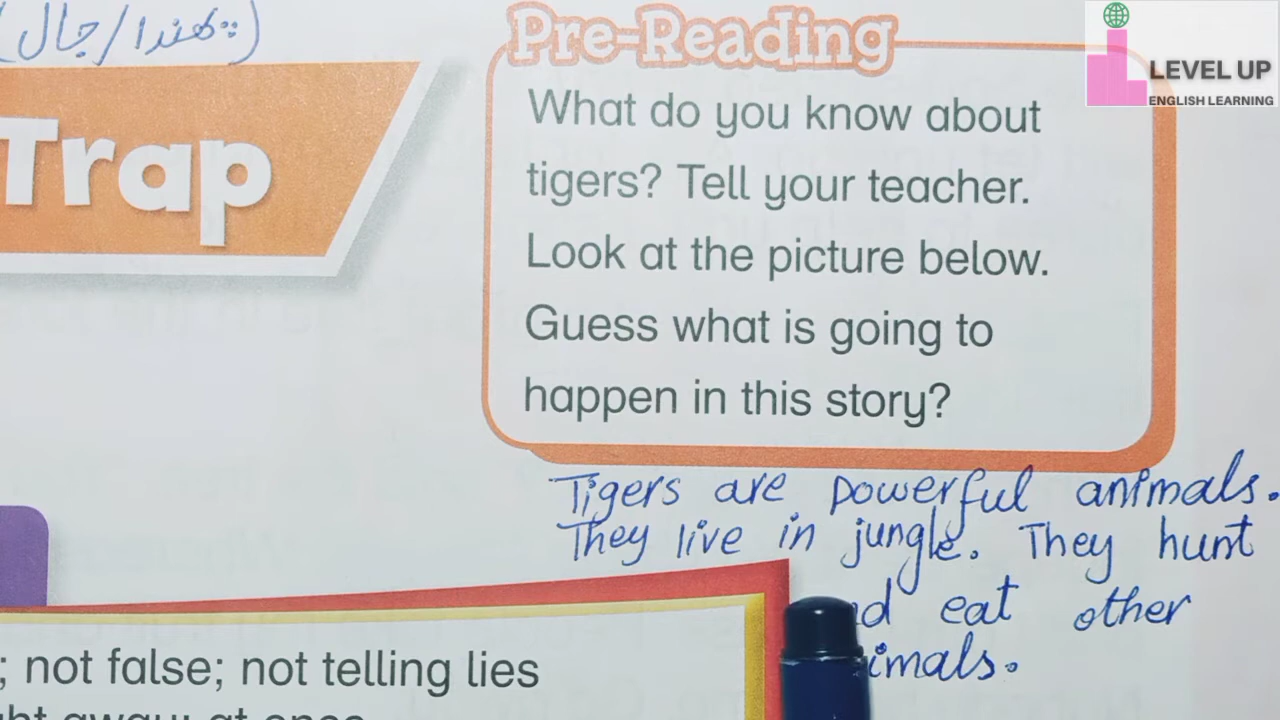 (پھندا/جال)
Trap
Pre-Reading
What do you know about
tigers? Tell your teacher.
Look at the picture below.
Guess what is going to
happen in this story?
LEVEL UP
ENGLISH LEARNING
Tigers are powerful animals.
They live in jungle. They hunt
eat other
; not false; not telling lies
at once